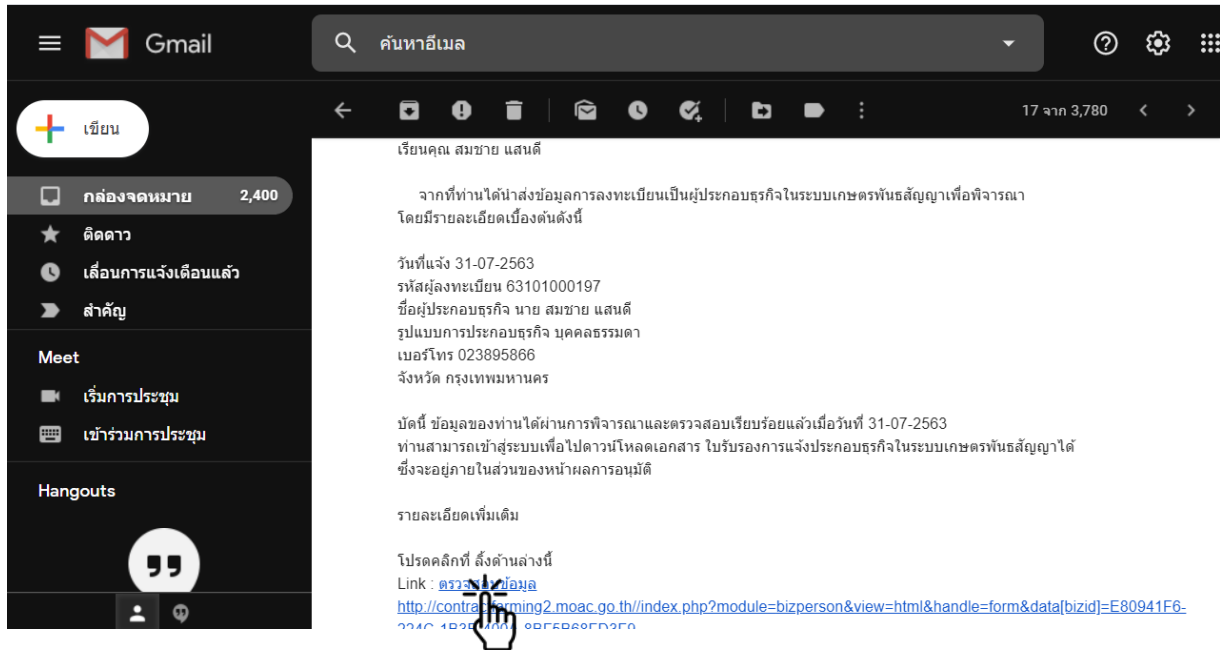 Gmail
ค้นหาอีเมล
เขียน
17 จาก 3,780
กล่องจดหมาย 2,400
ติดดาว
เลื่อนการแจ้งเตือนแล้ว
สำคัญ
Meet
เริ่มการประชุม
เข้าร่วมการประชุม
Hangouts
เรียนคุณ สมชาย แสนดี
จากที่ท่านได้นำส่งข้อมูลการลงทะเบียนเป็นผู้ประกอบธุรกิจในระบบเกษตรพันธสัญญาเพื่อพิจารณา
โดยมีรายละเอียดเบื้องต้นดังนี้
วันที่แจ้ง 31-07-2563
รหัสผู้ลงทะเบียน 63101000197
ชื่อผู้ประกอบธุรกิจ นาย สมชาย แสนดี
รูปแบบการประกอบธุรกิจ บุคคลธรรมดา
เบอร์โทร 023895866
จังหวัด กรุงเทพมหานคร
บัดนี้ ข้อมูลของท่านได้ผ่านการพิจารณาและตรวจสอบเรียบร้อยแล้วเมื่อวันที่ 31-07-2563
ท่านสามารถเข้าสู่ระบบเพื่อไปดาวน์โหลดเอกสาร ใบรับรองการแจ้งประกอบธุรกิจในระบบเกษตรพันธสัญญาได้
ซึ่งจะอยู่ภายในส่วนของหน้าผลการอนุมัติ
รายละเอียดเพิ่มเติม
โปรดคลิกที่ ลิ้งด้านล่างนี้
Link : ตรวจสอบข้อมูล
http://contractfarming2.moac.go.th//index.php?module=bizperson&view=html&handle=form&data[bizid]=E80941F6-